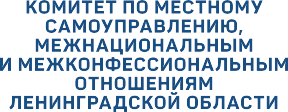 КОМИТЕТ ПО МЕСТНОМУ
САМОУПРАВЛЕНИЮ,
МЕЖНАЦИОНАЛЬНЫМ
И МЕЖКОНФЕССИОНАЛЬНЫМ
ОТНОШЕНИЯМ
ЛЕНИНГРАДСКОЙ ОБЛАСТИ